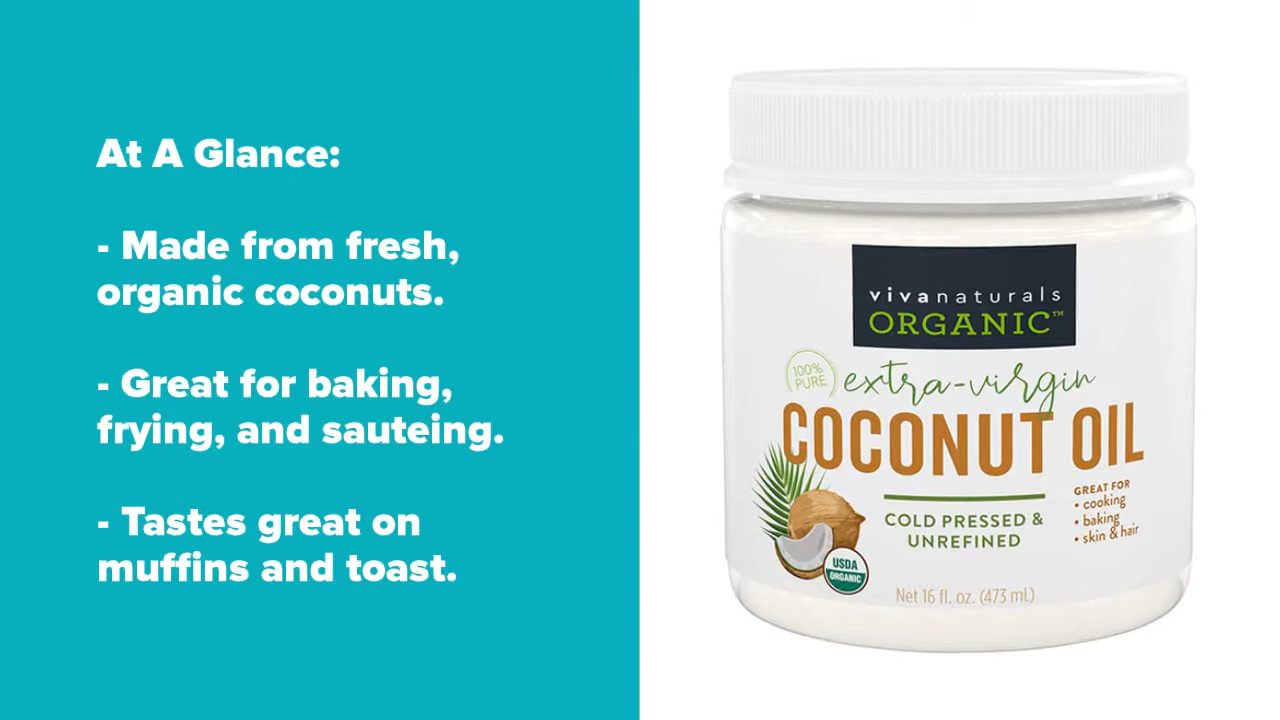 At A Glance:
- Made from fresh,
organic coconuts.
- Great for baking,
frying, and sauteing.
- Tastes great on
muffins and toast.
vivanaturals
ORGANIC™
100%
PURE
extra-virgin
COCONUT OIL
GREAT FOR
• cooking
• baking
• skin & hair
COLD PRESSED &
UNREFINED
USDA
ORGANIC
Net 16 fl. oz. (473 mL)